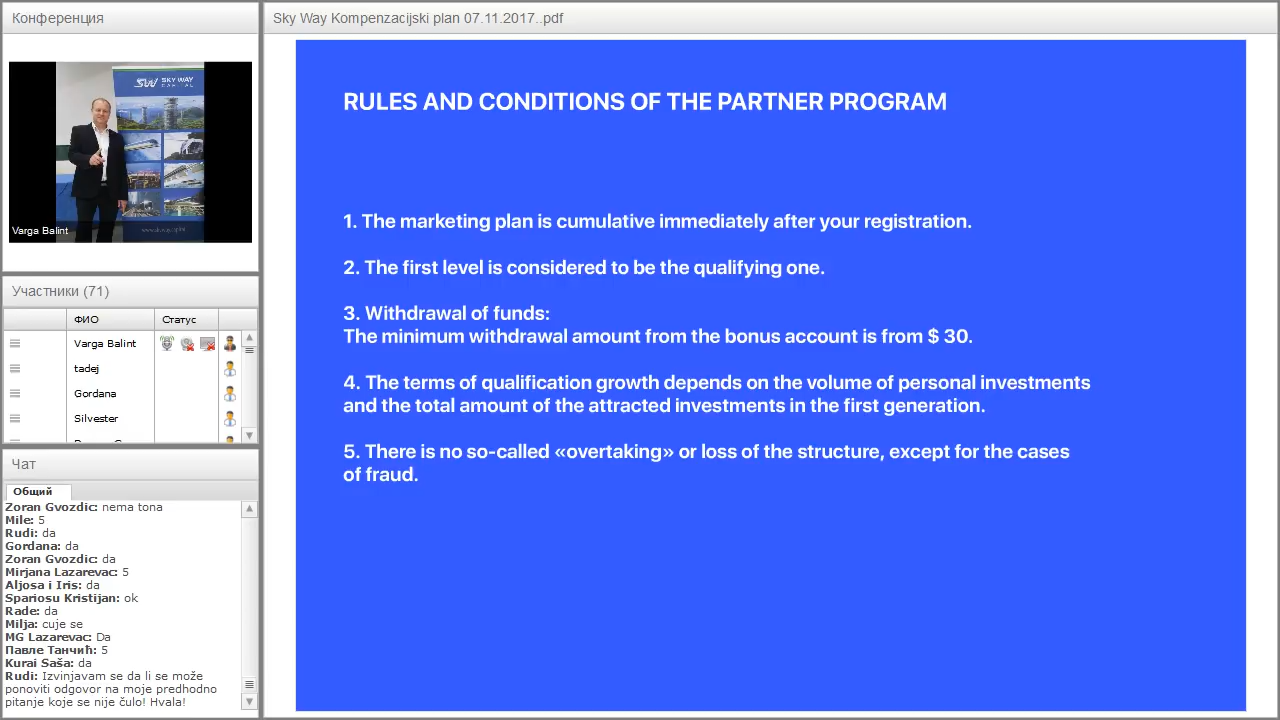 Конференция
Sky Way Kompenzacijski plan 07.11.2017..pdf
SW SKY WAY
CAPITAL
Varga Balint
Участники (71)
ФИО
Статус
Varga Balint
tadej
Gordana
Silvester
Чат
Общий
Zoran Gvozdic: nema tona
Mile: 5
Rudi: da
Gordana: da
Zoran Gvozdic: da
Mirjana Lazarevac: 5
Aljosa i Iris: da
Spariosu Kristijan: ok
Rade: da
Milja: cuje se
MG Lazarevac: Da
Павле Танчић: 5
Kurai Saša: da
Rudi: Izvinjavam se da li se može
ponoviti odgovor na moje predhodno
pitanje koje se nije čulo! Hvala!
RULES AND CONDITIONS OF THE PARTNER PROGRAM
1. The marketing plan is cumulative immediately after your registration.
2. The first level is considered to be the qualifying one.
3. Withdrawal of funds:
The minimum withdrawal amount from the bonus account is from $ 30.
4. The terms of qualification growth depends on the volume of personal investments
and the total amount of the attracted investments in the first generation.
5. There is no so-called «overtaking» or loss of the structure, except for the cases
of fraud.